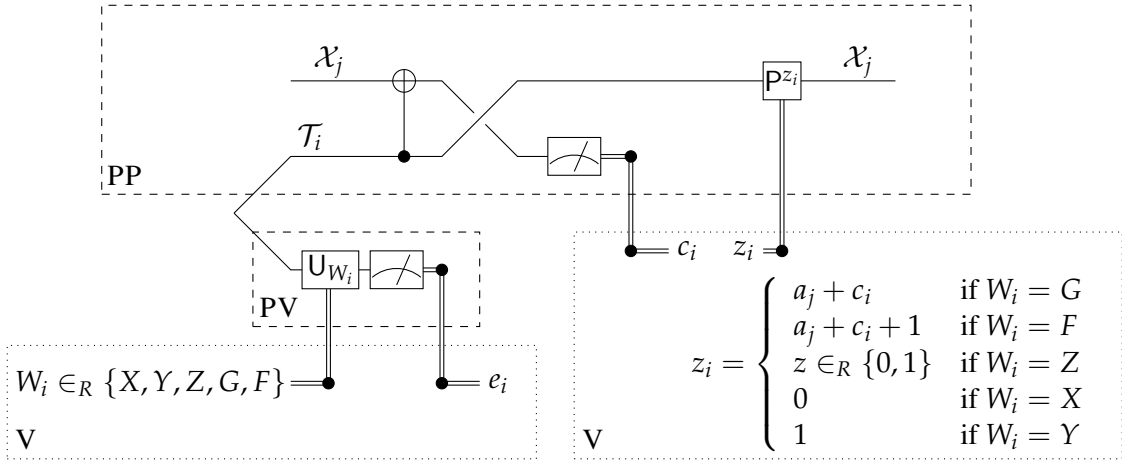 𝒳_j 𝒳_j
P^{z_i}
𝒯_i
PP
c_i z_i
U_{W_i}
PV
z_i = { a_j + c_i if W_i = G
a_j + c_i + 1 if W_i = F
z ∈_R {0, 1} if W_i = Z
0 if W_i = X
1 if W_i = Y
W_i ∈_R {X, Y, Z, G, F} e_i
V V